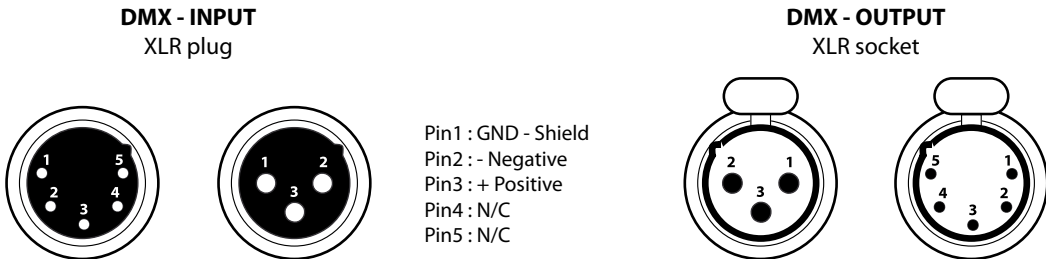 DMX - INPUT
XLR plug
DMX - OUTPUT
XLR socket
1 5
2 4
3
1 2
3
Pin1 : GND - Shield
Pin2 : - Negative
Pin3 : + Positive
Pin4 : N/C
Pin5 : N/C
2 1
3
5 1
4 2
3